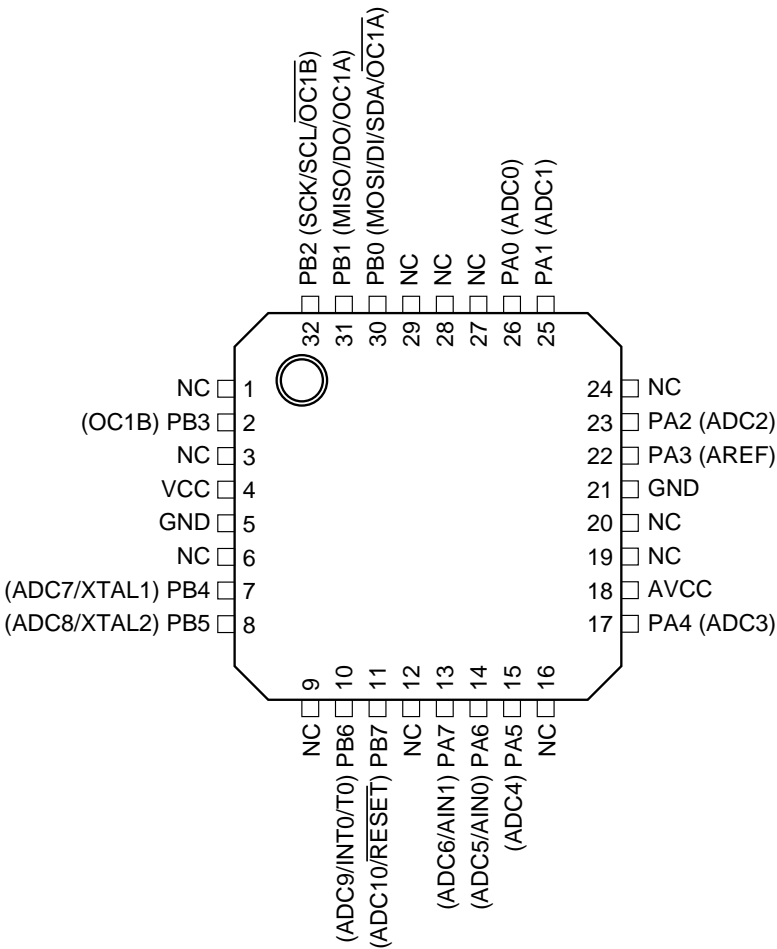 PB2 (SCK/SCL/O̅C̅1̅B̅)
PB1 (MISO/DO/OC1A)
PB0 (MOSI/DI/SDA/O̅C̅1̅A̅)
NC
NC
NC
PA0 (ADC0)
PA1 (ADC1)
32
31
30
29
28
27
26
25
NC 1
(OC1B) PB3 2
NC 3
VCC 4
GND 5
NC 6
(ADC7/XTAL1) PB4 7
(ADC8/XTAL2) PB5 8
24 NC
23 PA2 (ADC2)
22 PA3 (AREF)
21 GND
20 NC
19 NC
18 AVCC
17 PA4 (ADC3)
9
10
11
12
13
14
15
16
NC
(ADC9/INT0/T0) PB6
(ADC10/R̅E̅S̅E̅T̅) PB7
NC
(ADC6/AIN1) PA7
(ADC5/AIN0) PA6
(ADC4) PA5
NC